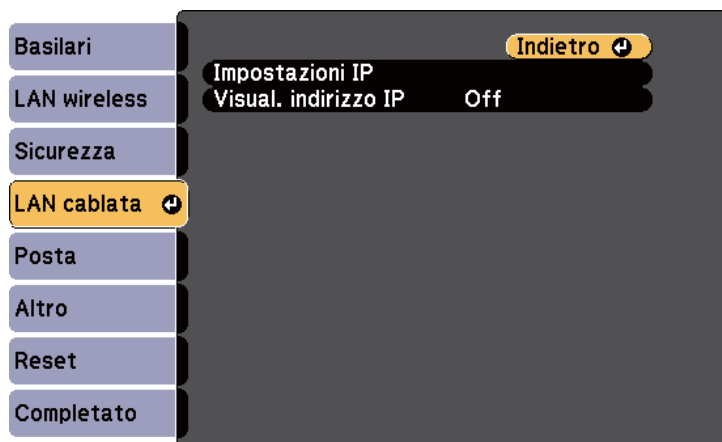 Basilari
LAN wireless
Sicurezza
LAN cablata
Posta
Altro
Reset
Completato
Indietro
Impostazioni IP
Visual. indirizzo IP Off